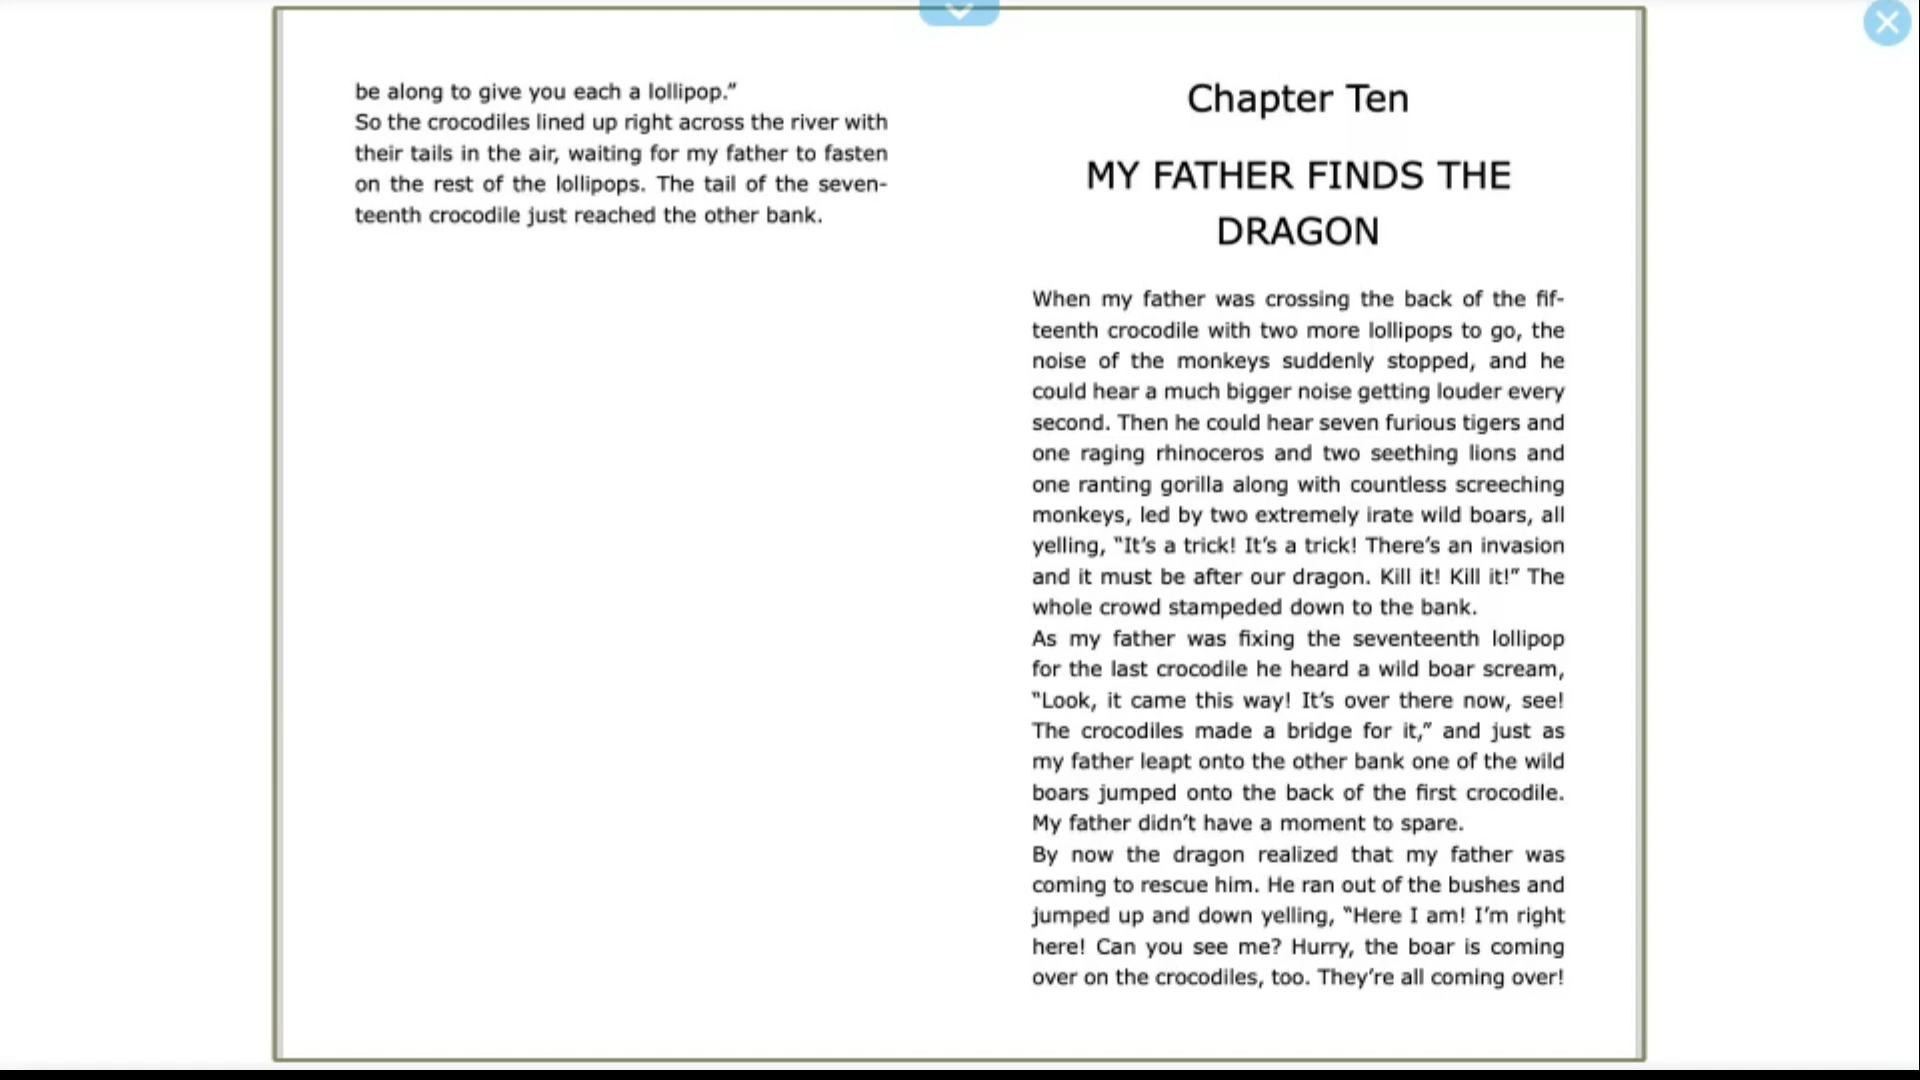 be along to give you each a lollipop.”
So the crocodiles lined up right across the river with
their tails in the air, waiting for my father to fasten
on the rest of the lollipops. The tail of the seven-
teenth crocodile just reached the other bank.
Chapter Ten
MY FATHER FINDS THE
DRAGON
When my father was crossing the back of the fif-
teenth crocodile with two more lollipops to go, the
noise of the monkeys suddenly stopped, and he
could hear a much bigger noise getting louder every
second. Then he could hear seven furious tigers and
one raging rhinoceros and two seething lions and
one ranting gorilla along with countless screeching
monkeys, led by two extremely irate wild boars, all
yelling, “It’s a trick! It’s a trick! There’s an invasion
and it must be after our dragon. Kill it! Kill it!” The
whole crowd stampeded down to the bank.
As my father was fixing the seventeenth lollipop
for the last crocodile he heard a wild boar scream,
“Look, it came this way! It’s over there now, see!
The crocodiles made a bridge for it,” and just as
my father leapt onto the other bank one of the wild
boars jumped onto the back of the first crocodile.
My father didn’t have a moment to spare.
By now the dragon realized that my father was
coming to rescue him. He ran out of the bushes and
jumped up and down yelling, “Here I am! I’m right
here! Can you see me? Hurry, the boar is coming
over on the crocodiles, too. They’re all coming over!